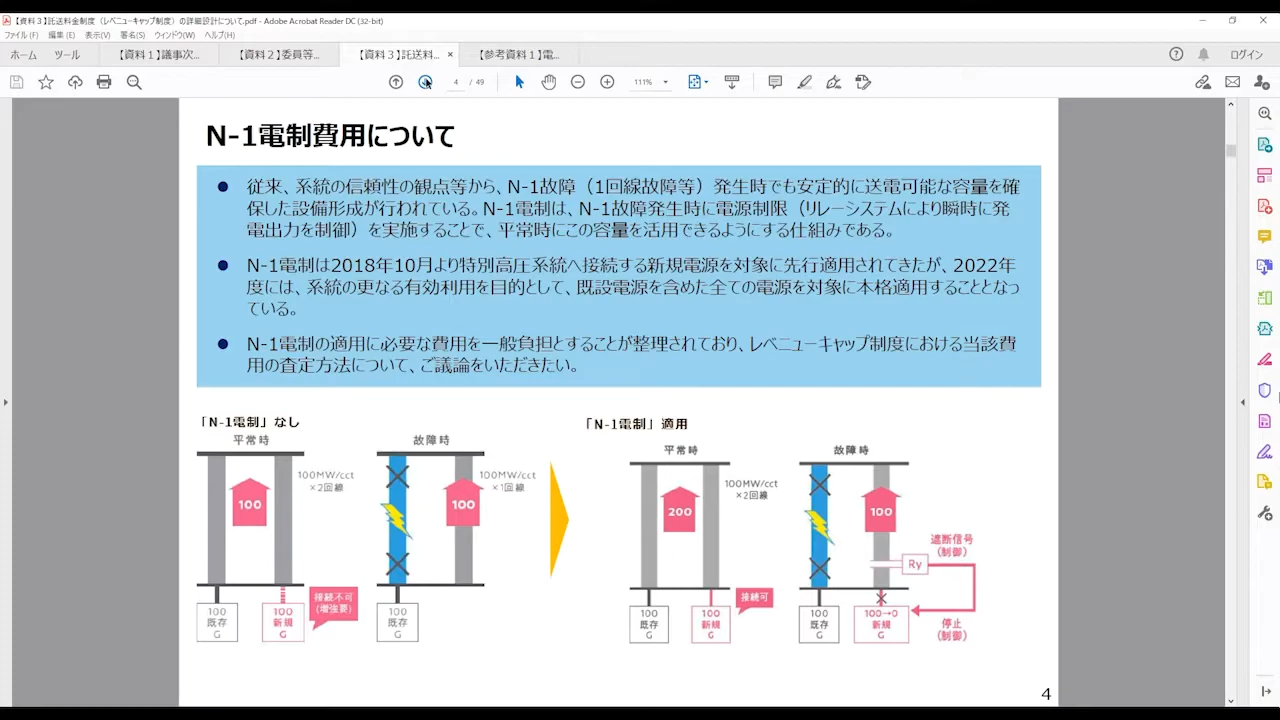 【資料３】託送料金制度（レベニューキャップ制度）の詳細設計について.pdf - Adobe Acrobat Reader DC (32-bit)
ファイル(F) 編集(E) 表示(V) 署名(S) ウィンドウ(W) ヘルプ(H)
ホーム ツール 【資料１】議事次... 【資料２】委員等... 【資料３】託送料... × 【参考資料１】電... ログイン
4 / 49 111%
N-1電制費用について
● 従来、系統の信頼性の観点等から、N-1故障（1回線故障等）発生時でも安定的に送電可能な容量を確
保した設備形成が行われている。N-1電制は、N-1故障発生時に電源制限（リレーシステムにより瞬時に発
電出力を制御）を実施することで、平常時にこの容量を活用できるようにする仕組みである。
● N-1電制は2018年10月より特別高圧系統へ接続する新規電源を対象に先行適用されてきたが、2022年
度には、系統の更なる有効利用を目的として、既設電源を含めた全ての電源を対象に本格適用することとなっ
ている。
● N-1電制の適用に必要な費用を一般負担とすることが整理されており、レベニューキャップ制度における当該費
用の査定方法について、ご議論をいただきたい。
「N-1電制」なし
平常時
100MW/cct
×2回線
100
接続不可
(増強要)
100
既存
G
100
新規
G
故障時
100MW/cct
×1回線
100
100
既存
G
「N-1電制」適用
平常時
100MW/cct
×2回線
200
接続可
100
既存
G
100
新規
G
故障時
100
遮断信号
(制御)
Ry
100
既存
G
100→0
新規
G
停止
(制御)
4